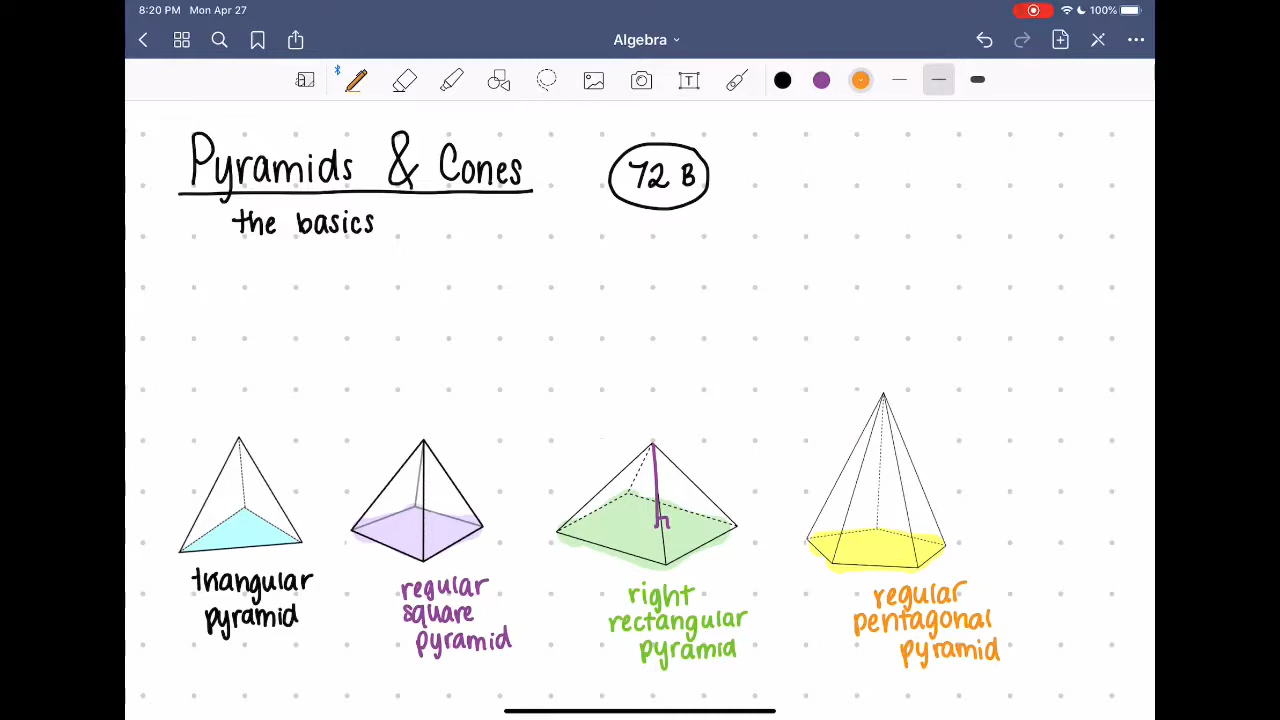 8:20 PM Mon Apr 27
100%
Algebra
T
Pyramids & Cones
72 B
the basics
triangular
pyramid
regular
square
pyramid
right
rectangular
pyramid
regular
pentagonal
pyramid